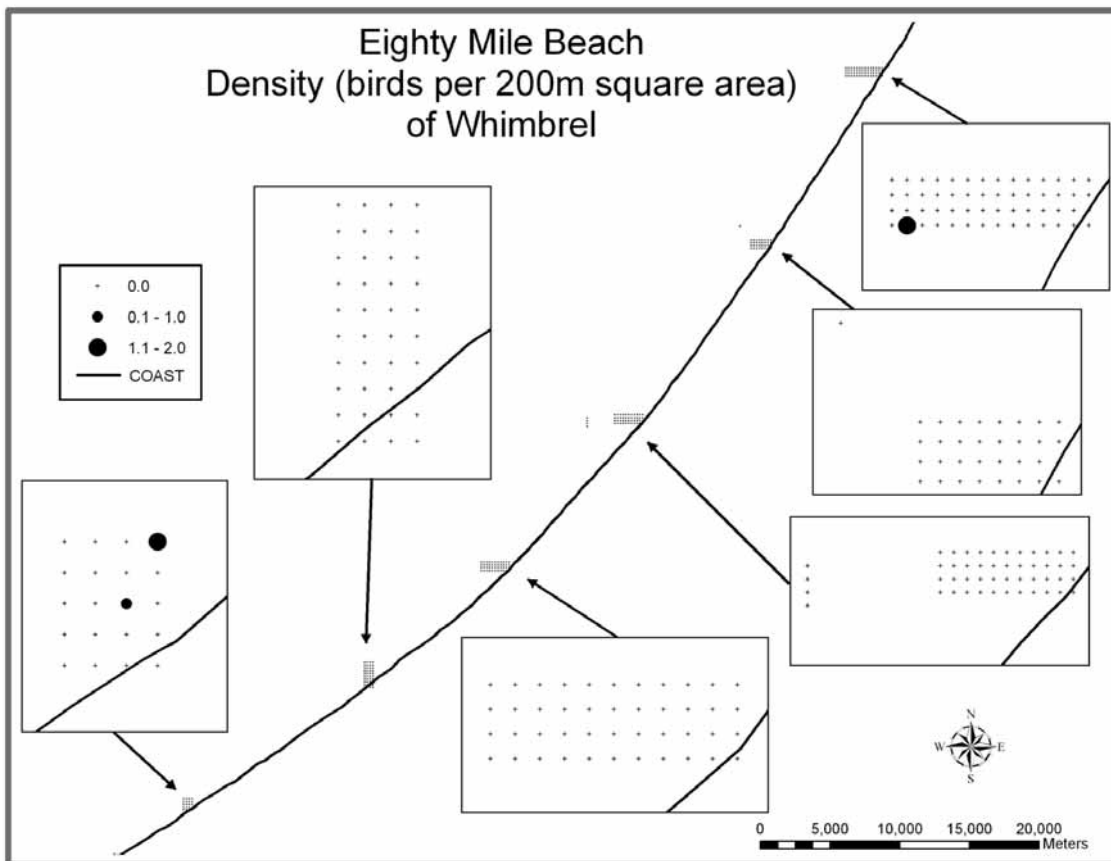 Eighty Mile Beach
Density (birds per 200m square area)
of Whimbrel
0.0
0.1 - 1.0
1.1 - 2.0
COAST
N
W E
S
0 5,000 10,000 15,000 20,000
Meters